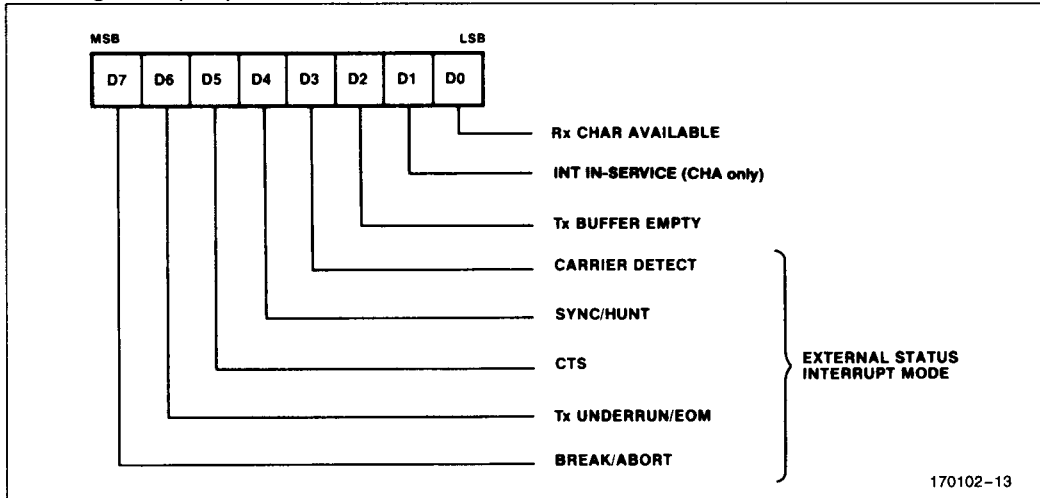 MSB LSB
D7 D6 D5 D4 D3 D2 D1 D0
Rx CHAR AVAILABLE
INT IN-SERVICE (CHA only)
Tx BUFFER EMPTY
CARRIER DETECT
SYNC/HUNT
CTS
EXTERNAL STATUS
INTERRUPT MODE
Tx UNDERRUN/EOM
BREAK/ABORT
170102-13